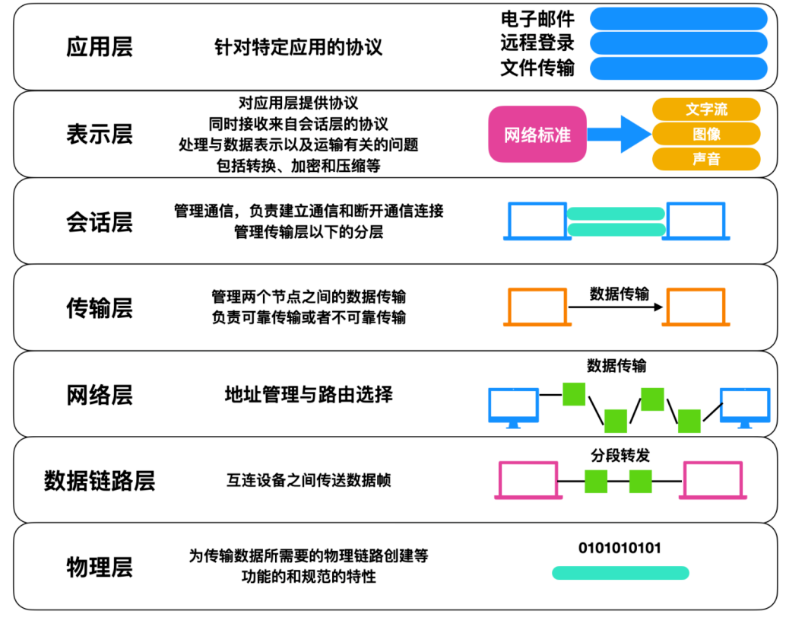 应用层
针对特定应用的协议
电子邮件
远程登录
文件传输
表示层
对应用层提供协议
同时接收来自会话层的协议
处理与数据表示以及运输有关的问题
包括转换、加密和压缩等
网络标准
文字流
图像
声音
会话层
管理通信，负责建立通信和断开通信连接
管理传输层以下的分层
传输层
管理两个节点之间的数据传输
负责可靠传输或者不可靠传输
数据传输
网络层
地址管理与路由选择
数据传输
数据链路层
互连设备之间传送数据帧
分段转发
物理层
为传输数据所需要的物理链路创建等
功能的和规范的特性
0101010101